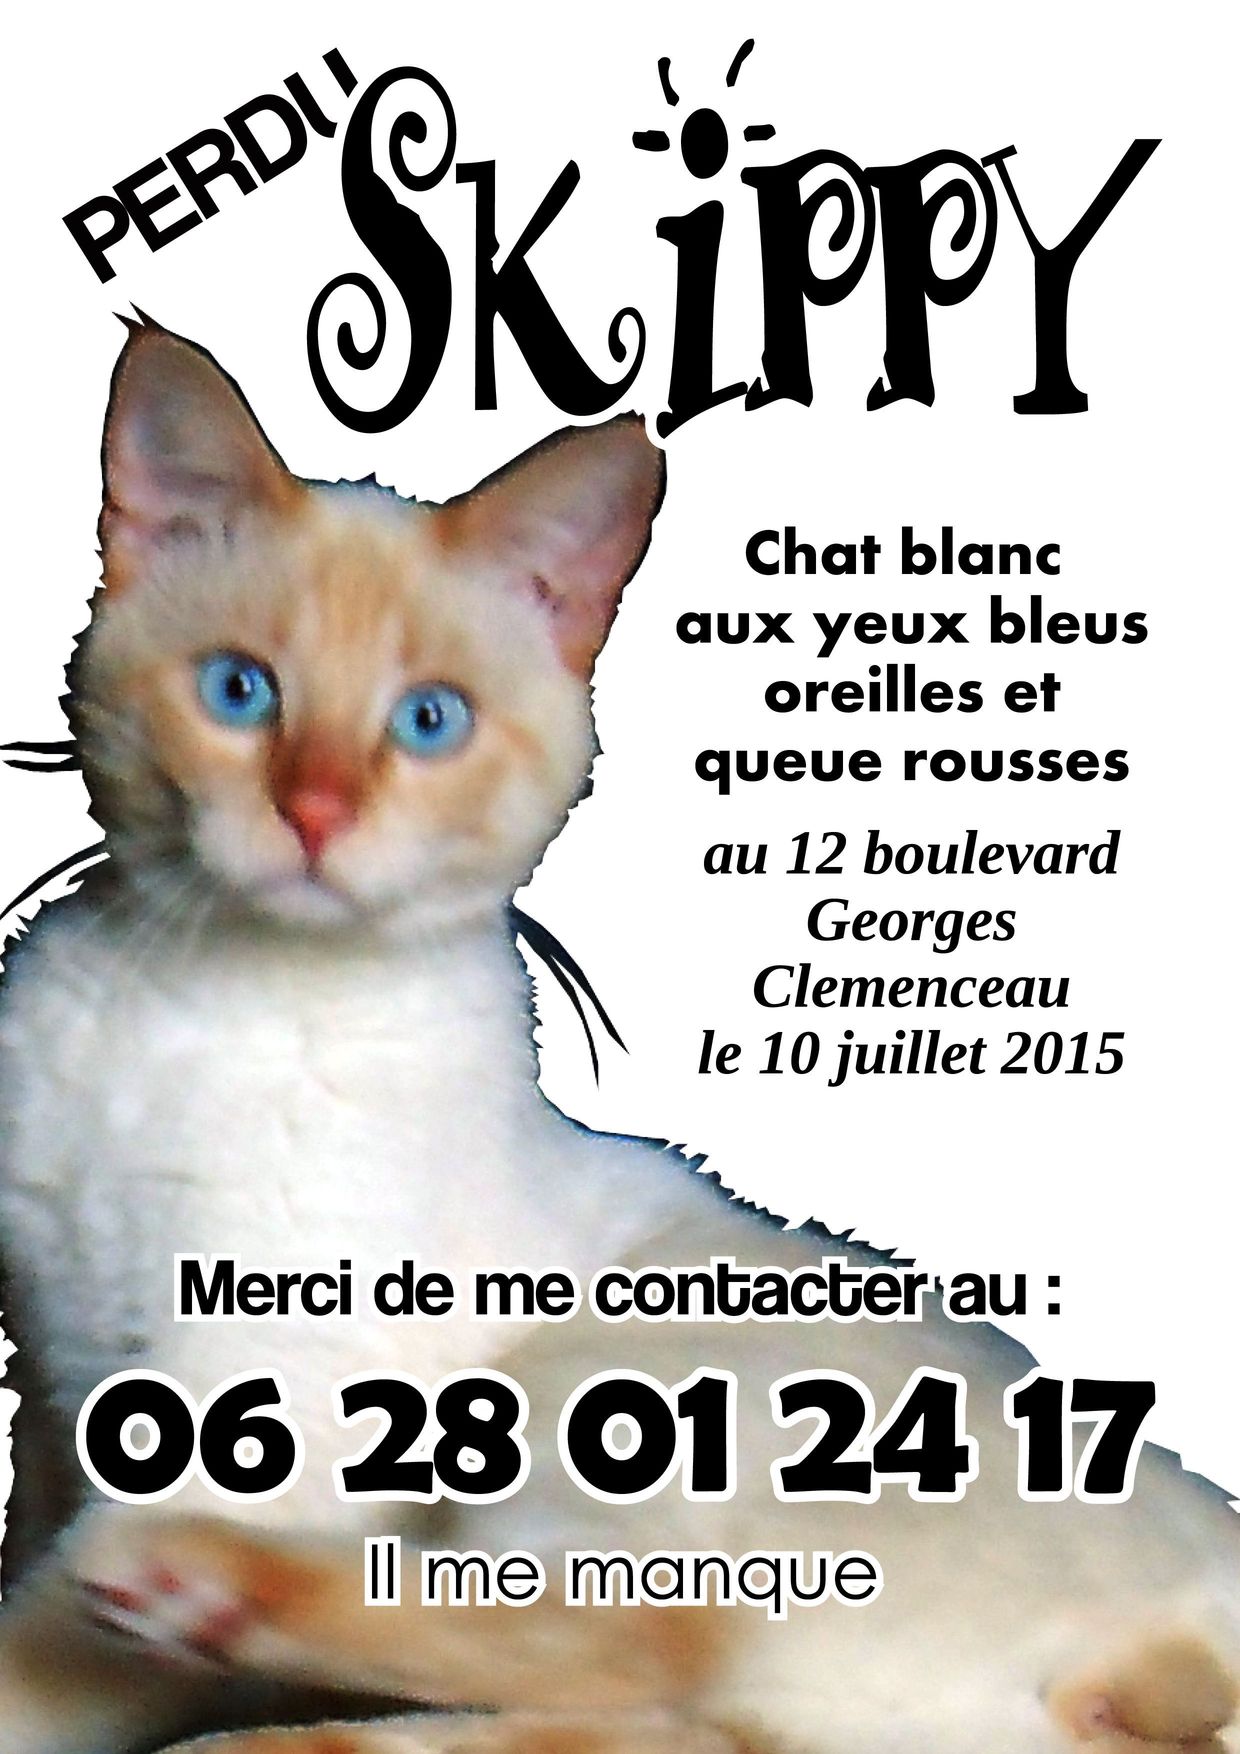 PERDU
SKiPPY
Chat blanc
aux yeux bleus
oreilles et
queue rousses
au 12 boulevard
Georges
Clemenceau
le 10 juillet 2015
Merci de me contacter au :
06 28 01 24 17
Il me manque